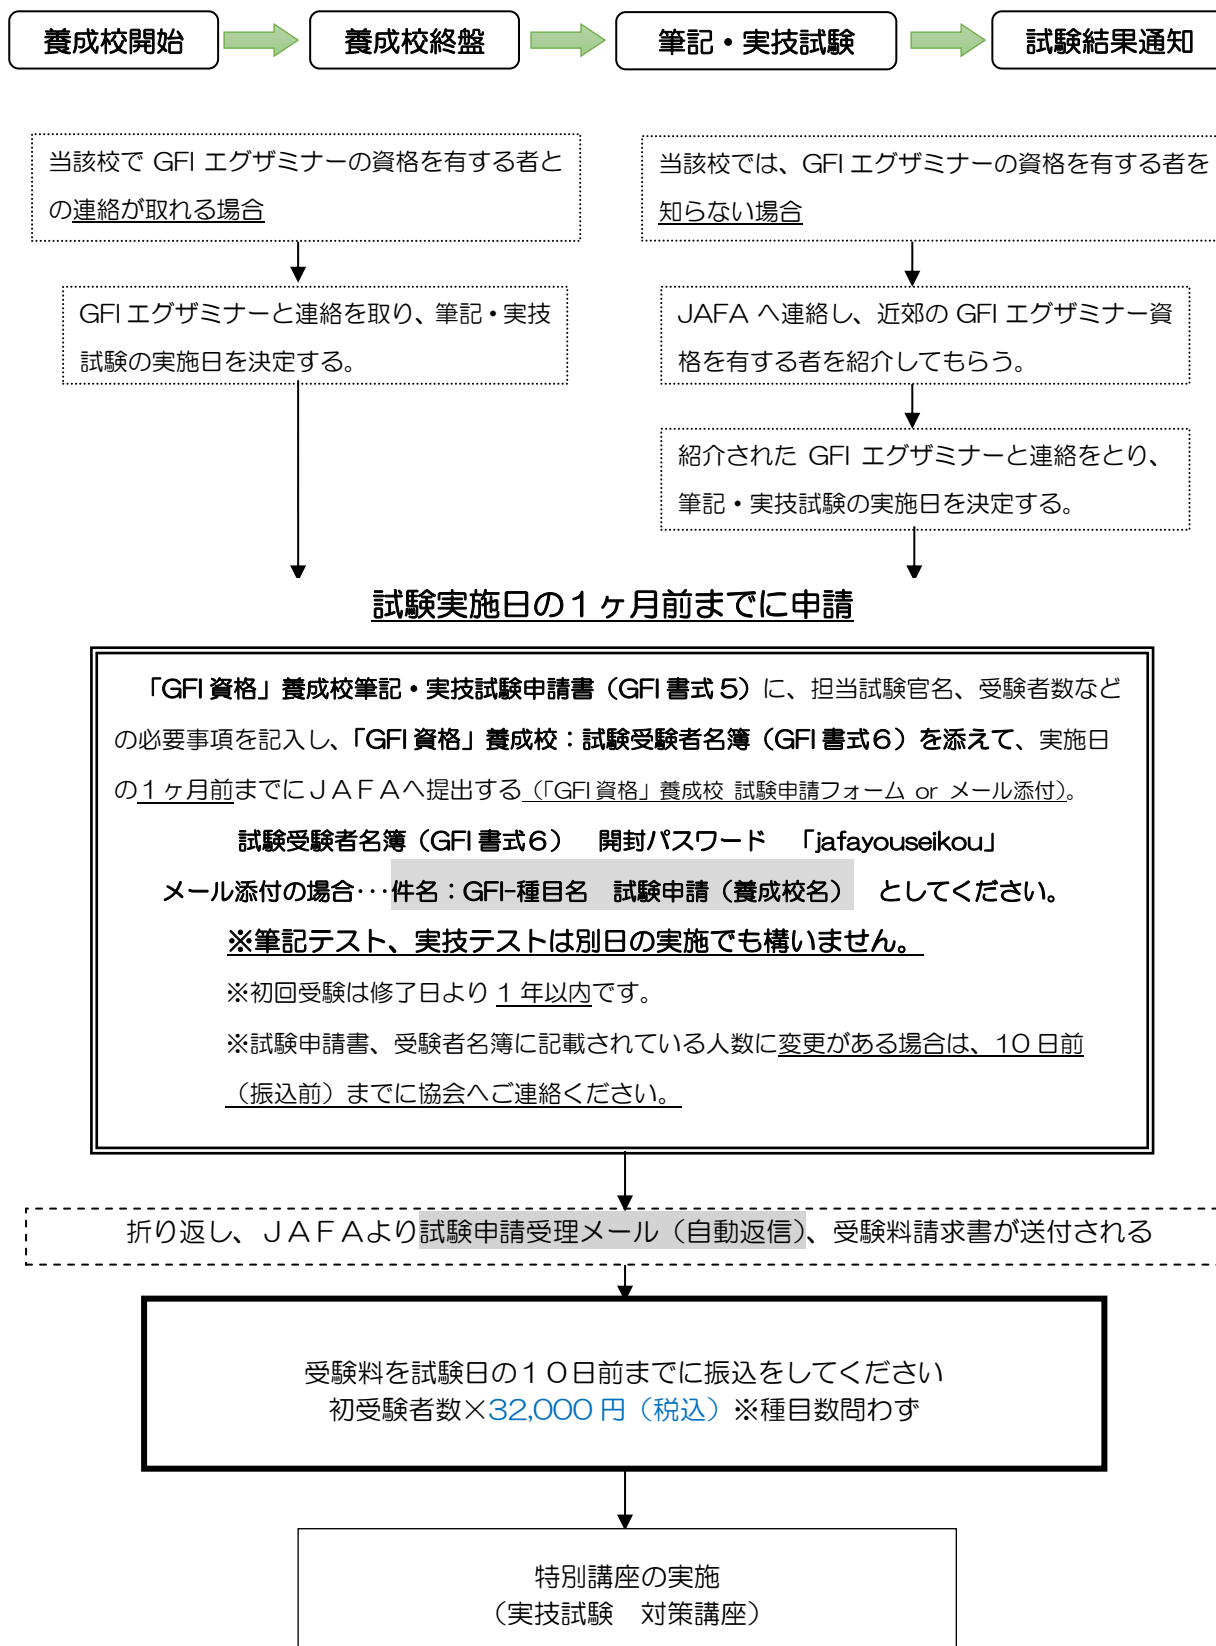 養成校開始
養成校終盤
筆記・実技試験
試験結果通知
当該校で GFI エグザミナーの資格を有する者と
の連絡が取れる場合
GFI エグザミナーと連絡を取り、筆記・実技
試験の実施日を決定する。
当該校では、GFI エグザミナーの資格を有する者を
知らない場合
JAFA へ連絡し、近郊の GFI エグザミナー資
格を有する者を紹介してもらう。
紹介された GFI エグザミナーと連絡をとり、
筆記・実技試験の実施日を決定する。
試験実施日の１ヶ月前までに申請
「GFI 資格」養成校筆記・実技試験申請書（GFI 書式 5）に、担当試験官名、受験者数など
の必要事項を記入し、「GFI 資格」養成校：試験受験者名簿（GFI 書式６）を添えて、実施日
の１ヶ月前までにＪＡＦＡへ提出する（「GFI 資格」養成校 試験申請フォーム or メール添付）。
試験受験者名簿（GFI 書式６）　開封パスワード　「jafayouseikou」
メール添付の場合･･･件名：GFI-種目名　試験申請（養成校名）　としてください。
※筆記テスト、実技テストは別日の実施でも構いません。
※初回受験は修了日より 1 年以内です。
※試験申請書、受験者名簿に記載されている人数に変更がある場合は、10 日前
（振込前）までに協会へご連絡ください。
折り返し、ＪＡＦＡより試験申請受理メール（自動返信）、受験料請求書が送付される
受験料を試験日の１０日前までに振込をしてください
初受験者数×32,000 円（税込）※種目数問わず
特別講座の実施
（実技試験　対策講座）